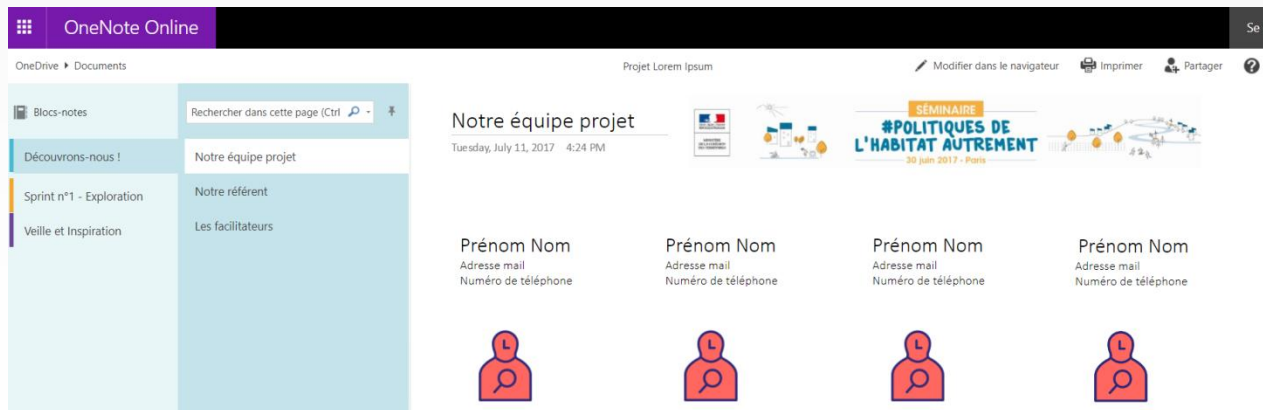 OneNote Online
Se
OneDrive ▸ Documents
Projet Lorem Ipsum
Modifier dans le navigateur
Imprimer
Partager
Blocs-notes
Rechercher dans cette page (Ctrl
Découvrons-nous !
Sprint n°1 - Exploration
Veille et Inspiration
Notre équipe projet
Notre référent
Les facilitateurs
Notre équipe projet
Tuesday, July 11, 2017 4:24 PM
SÉMINAIRE
#POLITIQUES DE
L'HABITAT AUTREMENT
30 juin 2017 - Paris
Prénom Nom
Adresse mail
Numéro de téléphone
Prénom Nom
Adresse mail
Numéro de téléphone
Prénom Nom
Adresse mail
Numéro de téléphone
Prénom Nom
Adresse mail
Numéro de téléphone